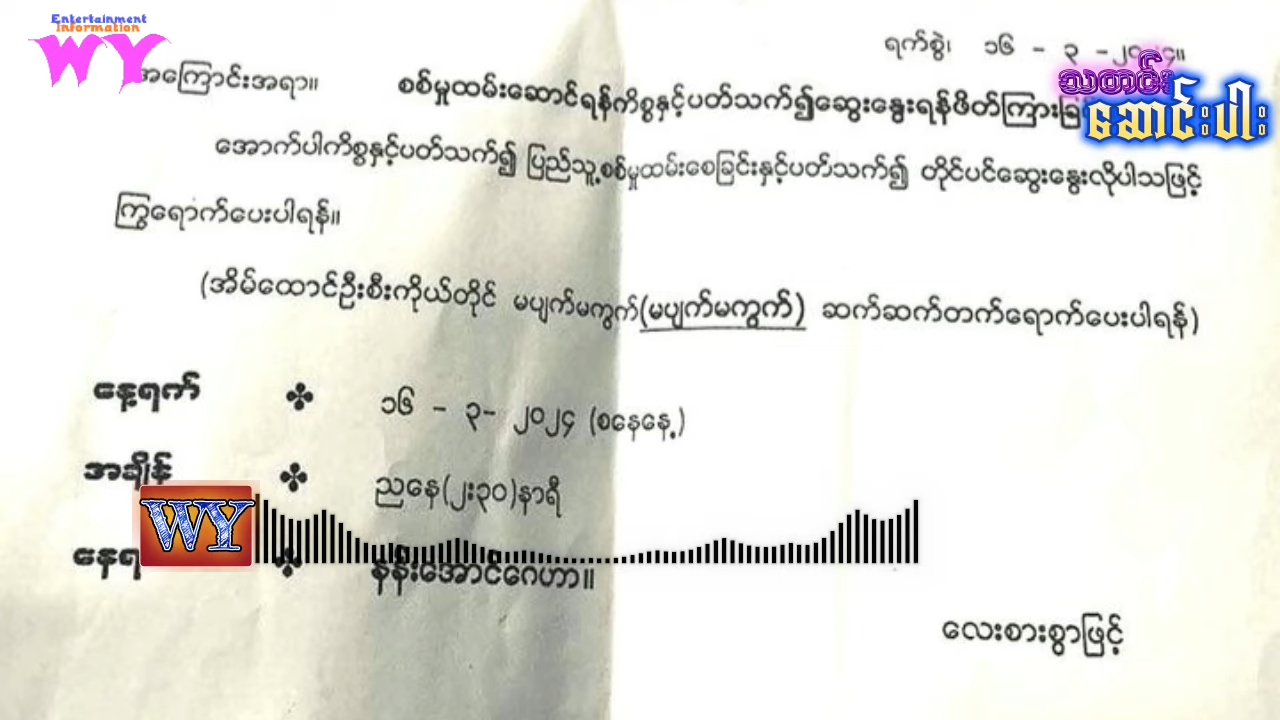 Entertainment
Information
WY
ရက်စွဲ၊ ၁၆ - ၃ -၂၀၂၄။
သတင်း
ဆောင်းပါး
အကြောင်းအရာ။ စစ်မှုထမ်းဆောင်ရန်ကိစ္စနှင့်ပတ်သက်၍ဆွေးနွေးရန်ဖိတ်ကြားခြ
အောက်ပါကိစ္စနှင့်ပတ်သက်၍ ပြည်သူ့စစ်မှုထမ်းစေခြင်းနှင့်ပတ်သက်၍ တိုင်ပင်ဆွေးနွေးလိုပါသဖြင့်
ကြွရောက်ပေးပါရန်။
(အိမ်ထောင်ဦးစီးကိုယ်တိုင် မပျက်မကွက်(မပျက်မကွက်) ဆက်ဆက်တက်ရောက်ပေးပါရန်)
နေ့ရက် ၁၆ - ၃- ၂၀၂၄ (စနေနေ့)
အချိန် ညနေ(၂း၃၀)နာရီ
WY
နေရ နန်းအောင်ဂေဟာ။
လေးစားစွာဖြင့်